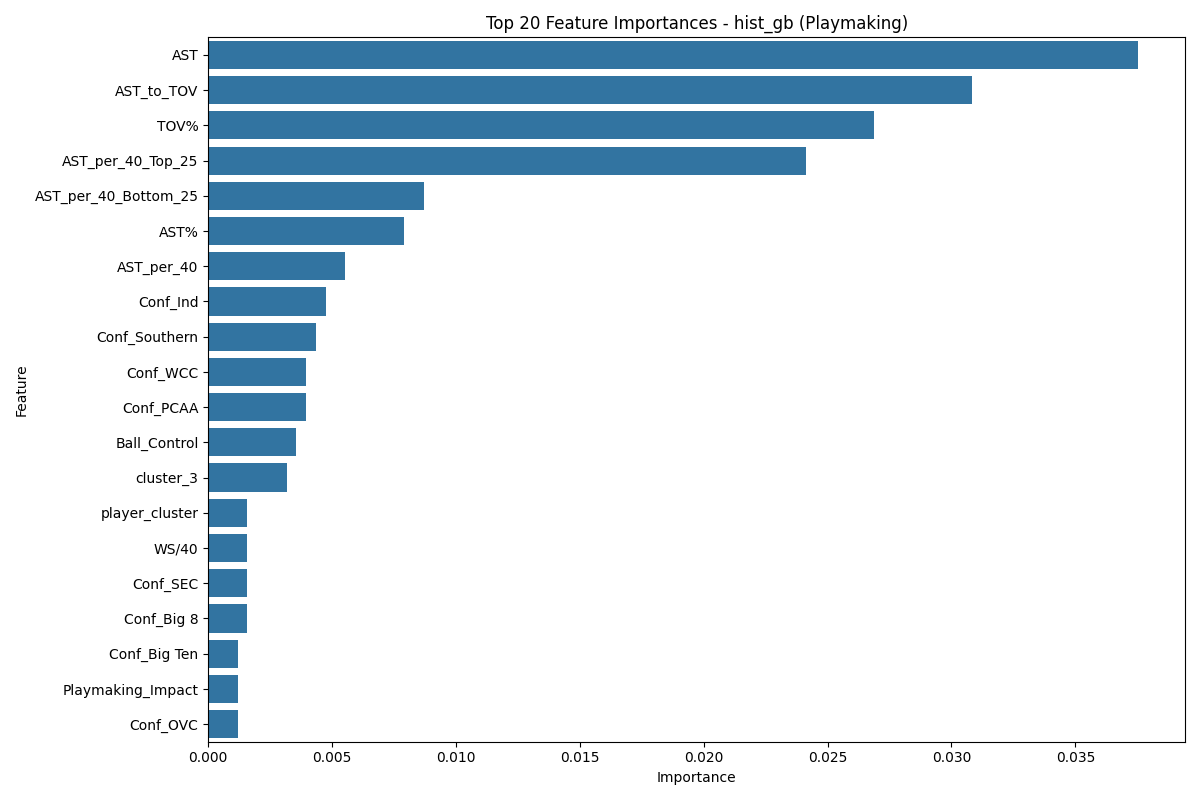 Top 20 Feature Importances - hist_gb (Playmaking)
AST
AST_to_TOV
TOV%
AST_per_40_Top_25
AST_per_40_Bottom_25
AST%
AST_per_40
Conf_Ind
Conf_Southern
Conf_WCC
Conf_PCAA
Ball_Control
cluster_3
player_cluster
WS/40
Conf_SEC
Conf_Big 8
Conf_Big Ten
Playmaking_Impact
Conf_OVC
Feature
0.000 0.005 0.010 0.015 0.020 0.025 0.030 0.035
Importance